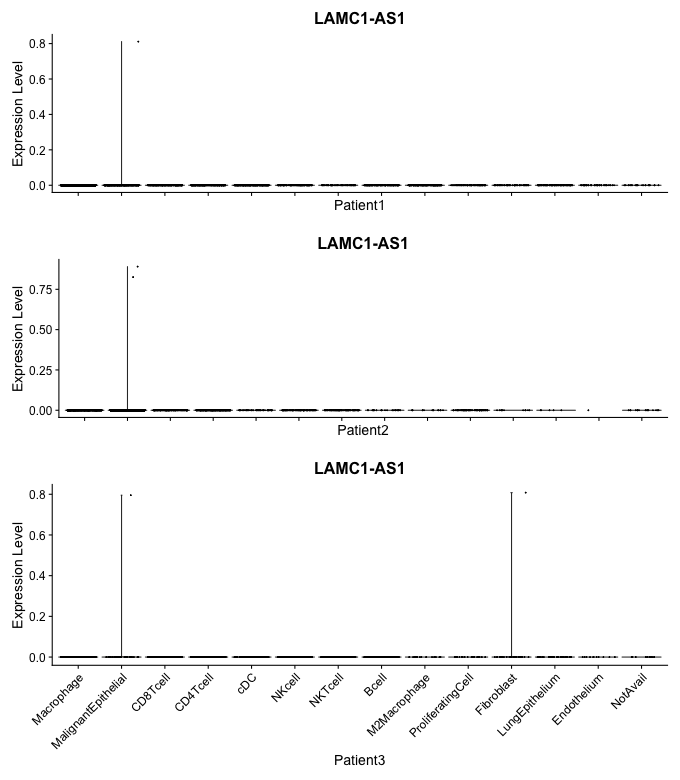 LAMC1-AS1
Expression Level
0.8
0.6
0.4
0.2
0.0
Patient1
LAMC1-AS1
Expression Level
0.75
0.50
0.25
0.00
Patient2
LAMC1-AS1
Expression Level
0.8
0.6
0.4
0.2
0.0
Macrophage
MalignantEpithelial
CD8Tcell
CD4Tcell
cDC
NKcell
NKTcell
Bcell
M2Macrophage
ProliferatingCell
Fibroblast
LungEpithelium
Endothelium
NotAvail
Patient3